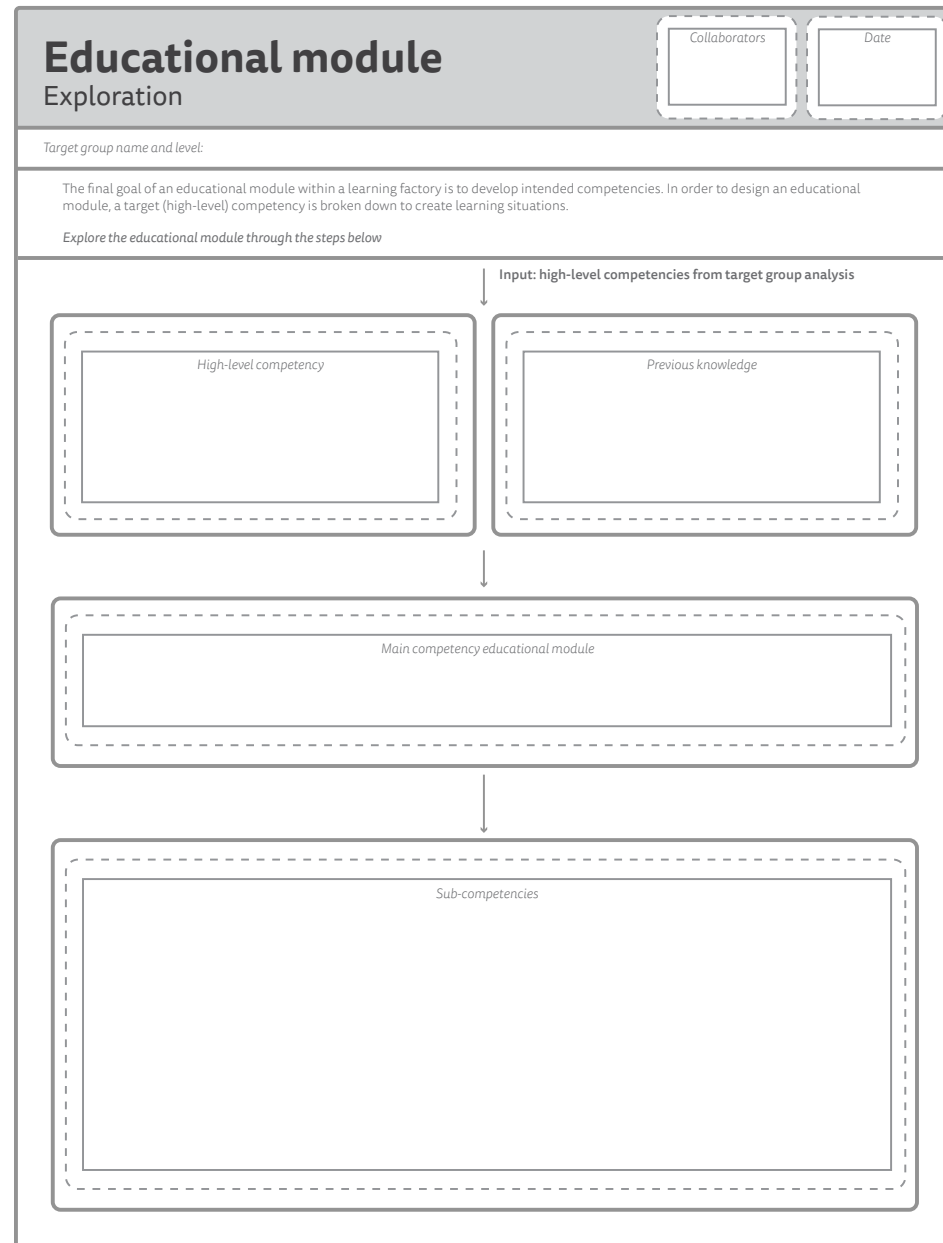 Educational module
Exploration
Collaborators
Date
Target group name and level:
The final goal of an educational module within a learning factory is to develop intended competencies. In order to design an educational
module, a target (high-level) competency is broken down to create learning situations.
Explore the educational module through the steps below
Input: high-level competencies from target group analysis
High-level competency
Previous knowledge
Main competency educational module
Sub-competencies